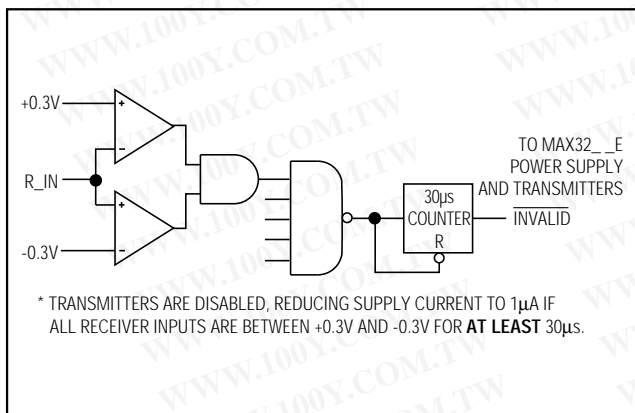 WWW.100Y.COM.TW
+0.3V
+
-
R_IN
+
-
-0.3V
TO MAX32_ _E
POWER SUPPLY
AND TRANSMITTERS
30µs
COUNTER
R
INVALID
* TRANSMITTERS ARE DISABLED, REDUCING SUPPLY CURRENT TO 1µA IF
ALL RECEIVER INPUTS ARE BETWEEN +0.3V AND -0.3V FOR AT LEAST 30µs.